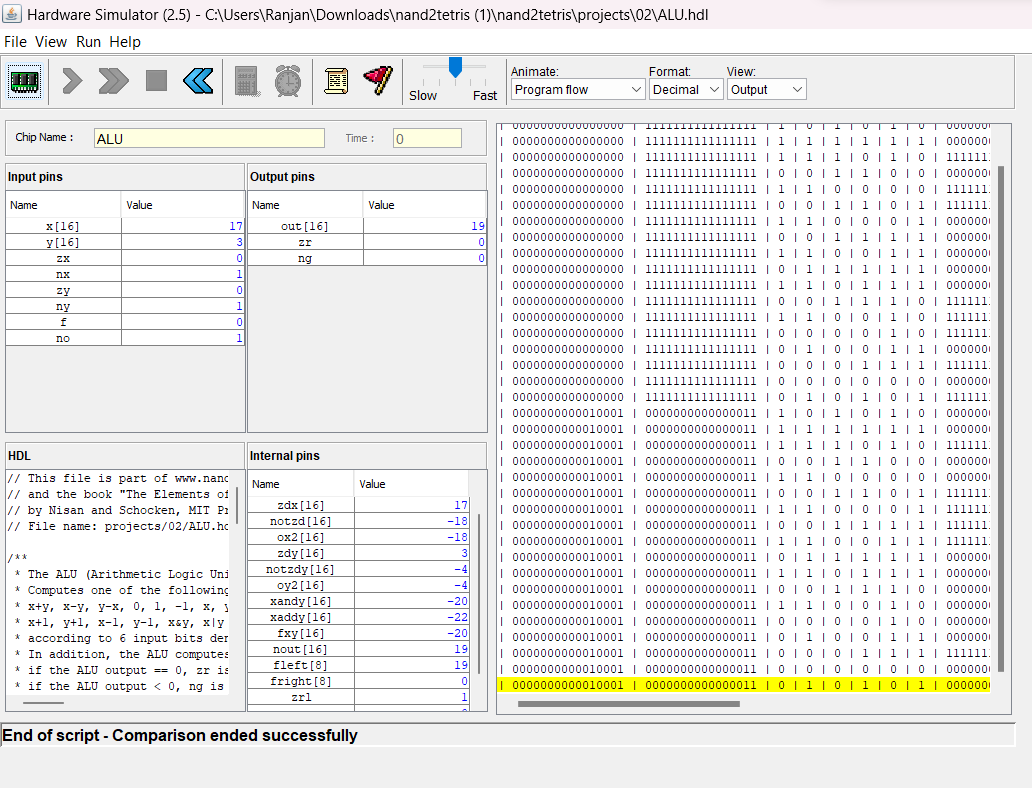 Hardware Simulator (2.5) - C:\Users\Ranjan\Downloads\nand2tetris (1)\nand2tetris\projects\02\ALU.hdl
File View Run Help
Slow Fast
Animate: Format: View:
Program flow Decimal Output
Chip Name : ALU Time : 0
Input pins
Name Value
x[16] 17
y[16] 3
zx 0
nx 1
zy 0
ny 1
f 0
no 1
Output pins
Name Value
out[16] 19
zr 0
ng 0
HDL
// This file is part of www.nand
// and the book "The Elements of
// by Nisan and Schocken, MIT Pr
// File name: projects/02/ALU.hd
/**
* The ALU (Arithmetic Logic Uni
* Computes one of the following
* x+y, x-y, y-x, 0, 1, -1, x, y
* x+1, y+1, x-1, y-1, x&y, x|y
* according to 6 input bits den
* In addition, the ALU computes
* if the ALU output == 0, zr is
* if the ALU output < 0, ng is
Internal pins
Name Value
zdx[16] 17
notzd[16] -18
ox2[16] -18
zdy[16] 3
notzdy[16] -4
oy2[16] -4
xandy[16] -20
xaddy[16] -22
fxy[16] -20
nout[16] 19
fleft[8] 19
fright[8] 0
zrl 1
| 0000000000000000 | 1111111111111111 | 1 | 0 | 1 | 0 | 1 | 0 | 000000
| 0000000000000000 | 1111111111111111 | 1 | 1 | 1 | 1 | 1 | 1 | 000000
| 0000000000000000 | 1111111111111111 | 1 | 1 | 1 | 0 | 1 | 0 | 111111
| 0000000000000000 | 1111111111111111 | 0 | 0 | 1 | 1 | 0 | 0 | 000000
| 0000000000000000 | 1111111111111111 | 1 | 1 | 0 | 0 | 0 | 0 | 111111
| 0000000000000000 | 1111111111111111 | 0 | 0 | 1 | 1 | 0 | 1 | 111111
| 0000000000000000 | 1111111111111111 | 1 | 1 | 0 | 0 | 0 | 1 | 000000
| 0000000000000000 | 1111111111111111 | 0 | 0 | 1 | 1 | 1 | 1 | 000000
| 0000000000000000 | 1111111111111111 | 1 | 1 | 0 | 0 | 1 | 1 | 000000
| 0000000000000000 | 1111111111111111 | 0 | 1 | 1 | 1 | 1 | 1 | 000000
| 0000000000000000 | 1111111111111111 | 1 | 1 | 0 | 1 | 1 | 1 | 000000
| 0000000000000000 | 1111111111111111 | 0 | 0 | 1 | 1 | 1 | 0 | 111111
| 0000000000000000 | 1111111111111111 | 1 | 1 | 0 | 0 | 1 | 0 | 111111
| 0000000000000000 | 1111111111111111 | 0 | 0 | 0 | 0 | 1 | 0 | 111111
| 0000000000000000 | 1111111111111111 | 0 | 1 | 0 | 0 | 1 | 1 | 000000
| 0000000000000000 | 1111111111111111 | 0 | 0 | 0 | 1 | 1 | 1 | 111111
| 0000000000000000 | 1111111111111111 | 0 | 0 | 0 | 0 | 0 | 0 | 000000
| 0000000000000000 | 1111111111111111 | 0 | 1 | 0 | 1 | 0 | 1 | 111111
| 0000000000010001 | 0000000000000011 | 1 | 0 | 1 | 0 | 1 | 0 | 000000
| 0000000000010001 | 0000000000000011 | 1 | 1 | 1 | 1 | 1 | 1 | 000000
| 0000000000010001 | 0000000000000011 | 1 | 1 | 1 | 0 | 1 | 0 | 111111
| 0000000000010001 | 0000000000000011 | 0 | 0 | 1 | 1 | 0 | 0 | 000000
| 0000000000010001 | 0000000000000011 | 1 | 1 | 0 | 0 | 0 | 0 | 000000
| 0000000000010001 | 0000000000000011 | 0 | 0 | 1 | 1 | 0 | 1 | 111111
| 0000000000010001 | 0000000000000011 | 1 | 1 | 0 | 0 | 0 | 1 | 111111
| 0000000000010001 | 0000000000000011 | 0 | 0 | 1 | 1 | 1 | 1 | 111111
| 0000000000010001 | 0000000000000011 | 1 | 1 | 0 | 0 | 1 | 1 | 111111
| 0000000000010001 | 0000000000000011 | 0 | 1 | 1 | 1 | 1 | 1 | 000000
| 0000000000010001 | 0000000000000011 | 1 | 1 | 0 | 1 | 1 | 1 | 000000
| 0000000000010001 | 0000000000000011 | 0 | 0 | 1 | 1 | 1 | 0 | 000000
| 0000000000010001 | 0000000000000011 | 1 | 1 | 0 | 0 | 1 | 0 | 000000
| 0000000000010001 | 0000000000000011 | 0 | 0 | 0 | 0 | 1 | 0 | 000000
| 0000000000010001 | 0000000000000011 | 0 | 1 | 0 | 0 | 1 | 1 | 000000
| 0000000000010001 | 0000000000000011 | 0 | 0 | 0 | 1 | 1 | 1 | 111111
| 0000000000010001 | 0000000000000011 | 0 | 0 | 0 | 0 | 0 | 0 | 000000
| 0000000000010001 | 0000000000000011 | 0 | 1 | 0 | 1 | 0 | 1 | 000000
End of script - Comparison ended successfully